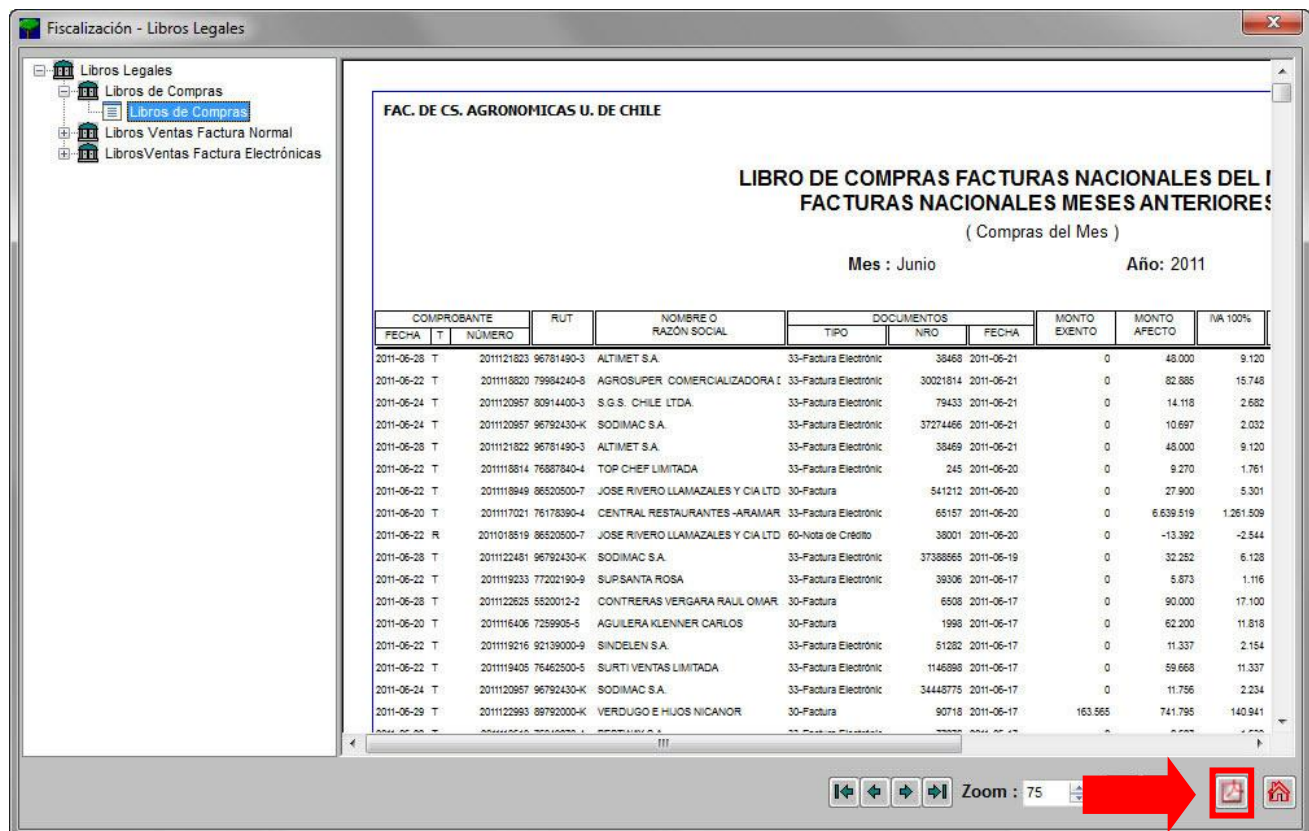 Fiscalización - Libros Legales
Libros Legales
Libros de Compras
Libros de Compras
Libros Ventas Factura Normal
LibrosVentas Factura Electrónicas
FAC. DE CS. AGRONOMICAS U. DE CHILE
LIBRO DE COMPRAS FACTURAS NACIONALES DEL
FACTURAS NACIONALES MESES ANTERIORES
( Compras del Mes )
Mes : Junio Año: 2011
COMPROBANTE RUT NOMBRE O RAZÓN SOCIAL DOCUMENTOS MONTO EXENTO MONTO AFECTO IVA 100%
FECHA T NÚMERO TIPO NRO FECHA
2011-06-28 T 2011121823 96781490-3 ALTIMET S.A. 33-Factura Electrónic 38468 2011-06-21 0 48.000 9.120
2011-06-22 T 2011118820 79984240-8 AGROSUPER COMERCIALIZADORA 33-Factura Electrónic 30021814 2011-06-21 0 82.885 15.748
2011-06-24 T 2011120957 80914400-3 S.G.S. CHILE LTDA. 33-Factura Electrónic 79433 2011-06-21 0 14.118 2.682
2011-06-24 T 2011120957 96792430-K SODIMAC S.A. 33-Factura Electrónic 37274466 2011-06-21 0 10.697 2.032
2011-06-28 T 2011121822 96781490-3 ALTIMET S.A. 33-Factura Electrónic 38469 2011-06-21 0 48.000 9.120
2011-06-22 T 2011118814 76887840-4 TOP CHEF LIMITADA 33-Factura Electrónic 245 2011-06-20 0 9.270 1.761
2011-06-22 T 2011118949 86520500-7 JOSE RIVERO LLAMAZALES Y CIA LTD 30-Factura 541212 2011-06-20 0 27.900 5.301
2011-06-20 T 2011117021 76178390-4 CENTRAL RESTAURANTES -ARAMAR 33-Factura Electrónic 65157 2011-06-20 0 6.639.519 1.261.509
2011-06-22 R 2011018519 86520500-7 JOSE RIVERO LLAMAZALES Y CIA LTD 60-Nota de Crédito 38001 2011-06-20 0 -13.392 -2.544
2011-06-28 T 2011122481 96792430-K SODIMAC S.A. 33-Factura Electrónic 37388565 2011-06-19 0 32.252 6.128
2011-06-22 T 2011119233 77202190-9 SUP.SANTA ROSA 33-Factura Electrónic 39306 2011-06-17 0 5.873 1.116
2011-06-28 T 2011122625 5520012-2 CONTRERAS VERGARA RAUL OMAR 30-Factura 6508 2011-06-17 0 90.000 17.100
2011-06-20 T 2011116406 7259905-5 AGUILERA KLENNER CARLOS 30-Factura 1998 2011-06-17 0 62.200 11.818
2011-06-22 T 2011119216 92139000-9 SINDELEN S.A. 33-Factura Electrónic 51282 2011-06-17 0 11.337 2.154
2011-06-22 T 2011119405 76462500-5 SURTI VENTAS LIMITADA 33-Factura Electrónic 1146898 2011-06-17 0 59.668 11.337
2011-06-24 T 2011120957 96792430-K SODIMAC S.A. 33-Factura Electrónic 34448775 2011-06-17 0 11.756 2.234
2011-06-29 T 2011122993 89792000-K VERDUGO E HIJOS NICANOR 30-Factura 90718 2011-06-17 163.565 741.795 140.941
Zoom : 75